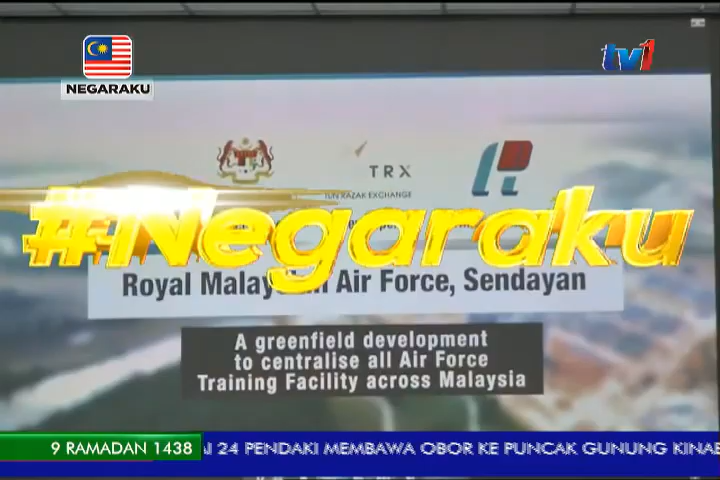 NEGARAKU
tv1
TRX
TUN RAZAK EXCHANGE
#Negaraku
Air Force, Sendayan
Royal
A greenfield development
to centralise all Air Force
Training Facility across Malaysia
9 RAMADAN 1438
24 PENDAKI MEMBAWA OBOR KE PUNCAK GUNUNG